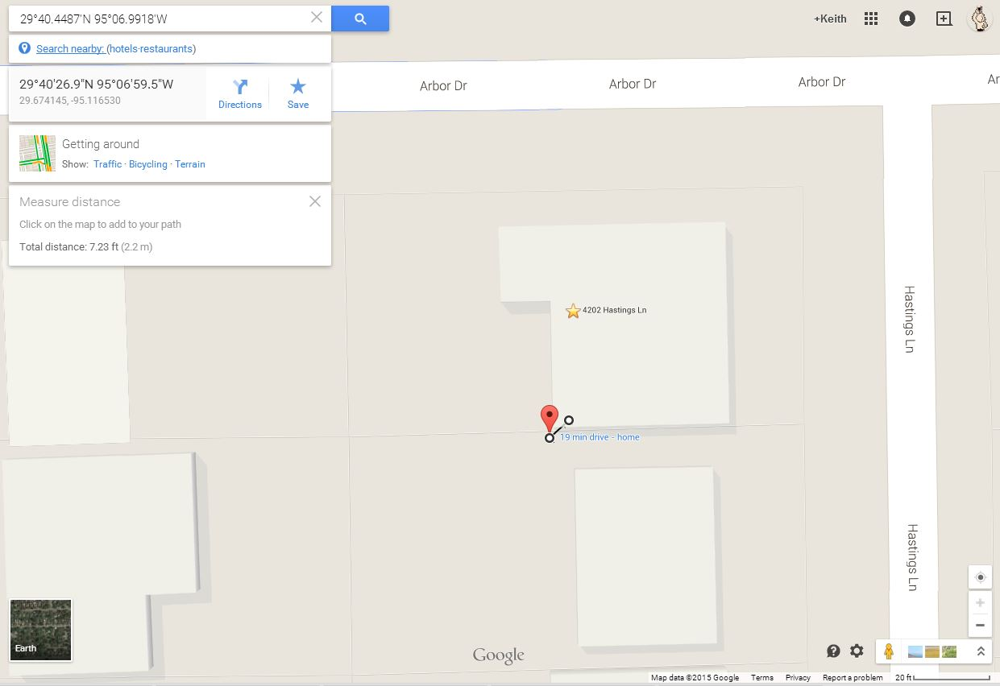 29°40.4487'N 95°06.9918'W
+Keith
Search nearby: (hotels·restaurants)
29°40'26.9"N 95°06'59.5"W
29.674145, -95.116530
Directions
Save
Arbor Dr
Arbor Dr
Arbor Dr
Ar
Getting around
Show: Traffic · Bicycling · Terrain
Measure distance
Click on the map to add to your path
Total distance: 7.23 ft (2.2 m)
4202 Hastings Ln
Hastings Ln
19 min drive - home
Hastings Ln
Earth
Google
Map data ©2015 Google Terms Privacy Report a problem 20 ft